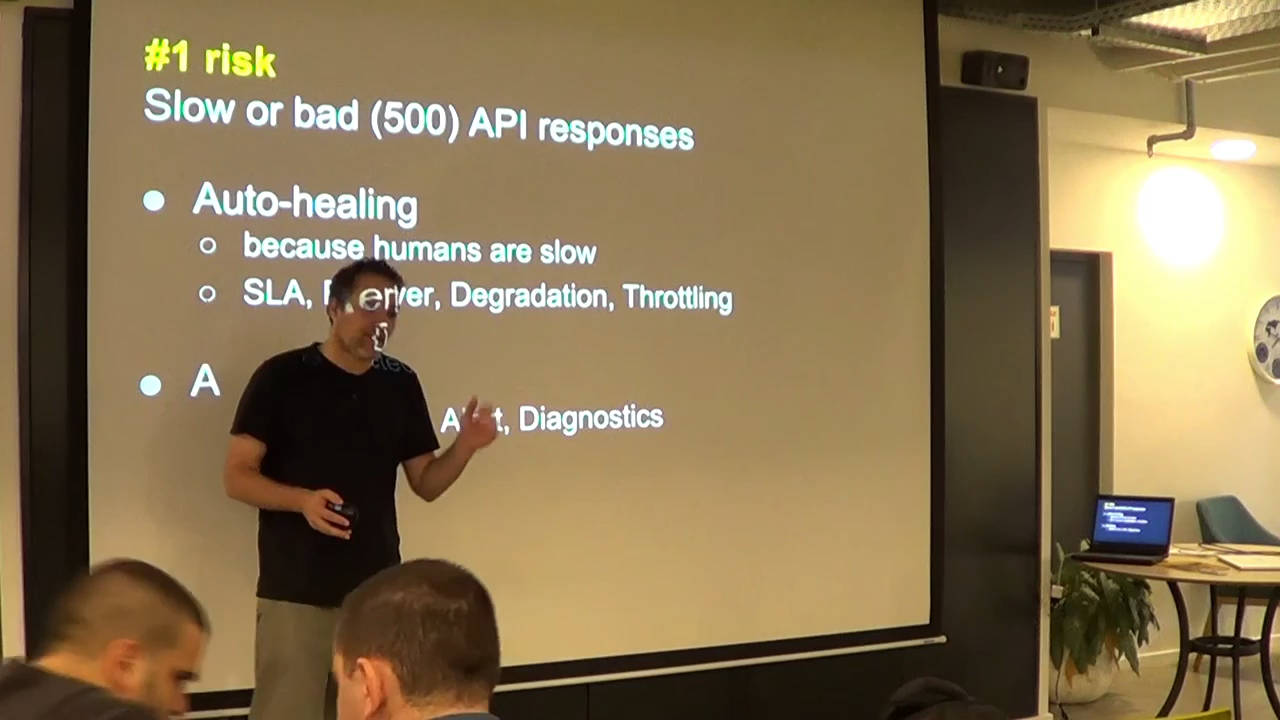 #1 risk
Slow or bad (500) API responses
Auto-healing
because humans are slow
SLA, Degradation, Throttling
A
Diagnostics